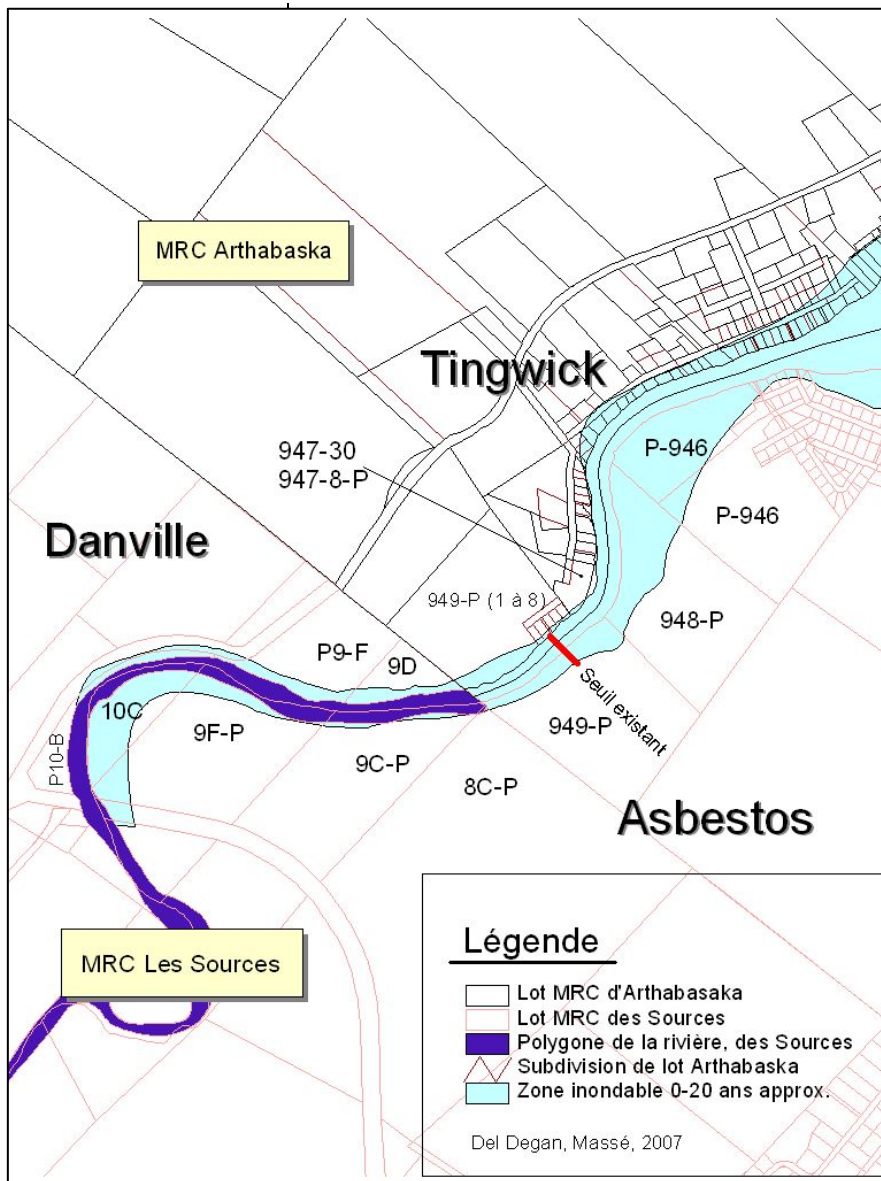 MRC Arthabaska
Tingwick
947-30
947-8-P
P-946
P-946
Danville
949-P (1 à 8)
948-P
P9-F
9D
Seuil existant
10C
9F-P
949-P
P10-B
9C-P
8C-P
Asbestos
MRC Les Sources
Légende
Lot MRC d'Arthabasaka
Lot MRC des Sources
Polygone de la rivière, des Sources
Subdivision de lot Arthabaska
Zone inondable 0-20 ans approx.
Del Degan, Massé, 2007